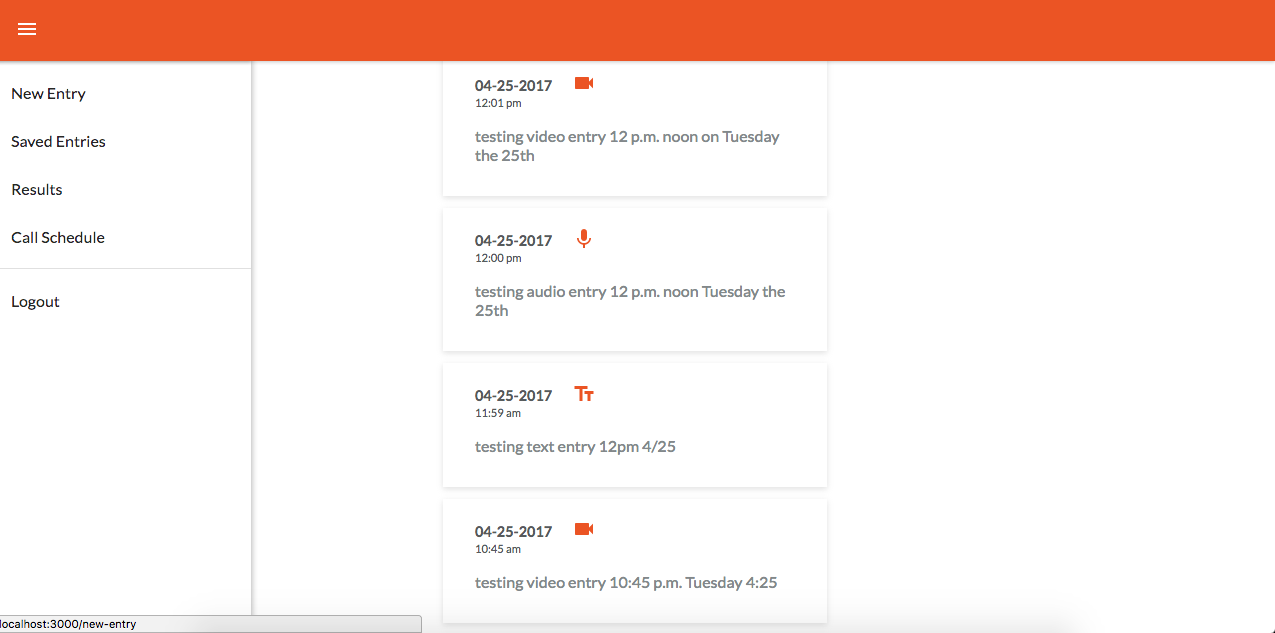 New Entry
Saved Entries
Results
Call Schedule
Logout
04-25-2017
12:01 pm
testing video entry 12 p.m. noon on Tuesday
the 25th
04-25-2017
12:00 pm
testing audio entry 12 p.m. noon Tuesday the
25th
04-25-2017
11:59 am
testing text entry 12pm 4/25
04-25-2017
10:45 am
testing video entry 10:45 p.m. Tuesday 4:25
localhost:3000/new-entry